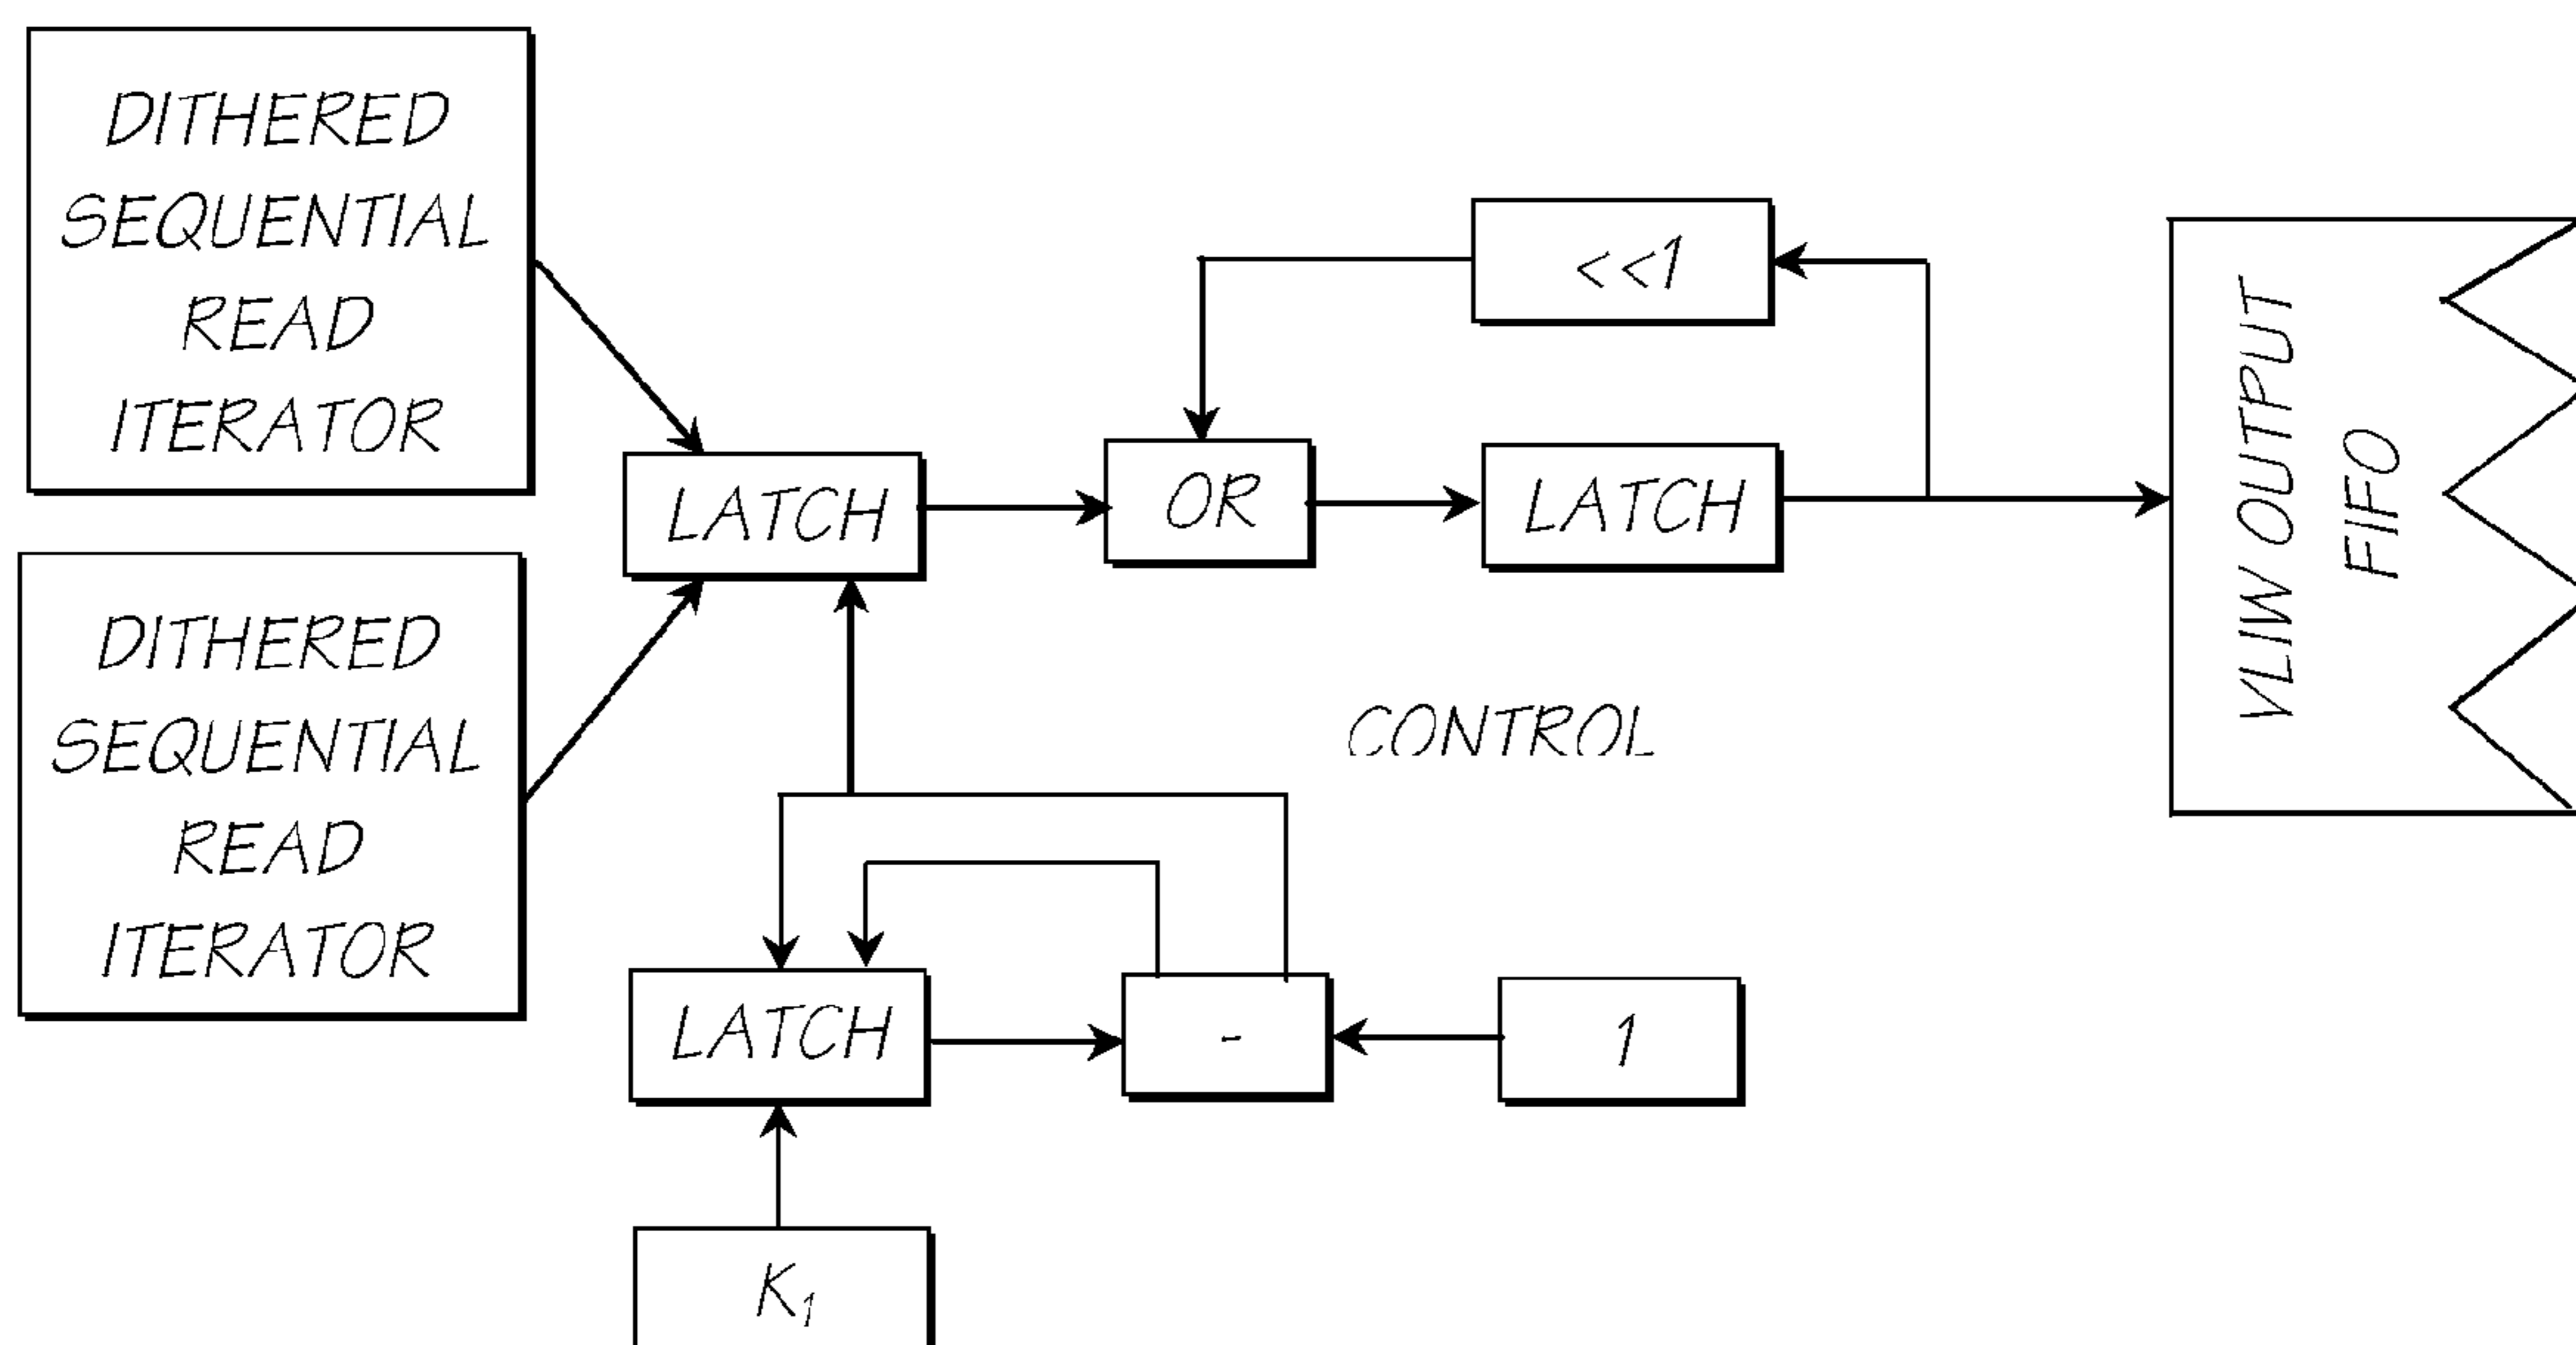 DITHERED
SEQUENTIAL
READ
ITERATOR
<<1
LATCH
OR
LATCH
VLIW OUTPUT
FIFO
DITHERED
SEQUENTIAL
READ
ITERATOR
CONTROL
LATCH
-
1
K₁